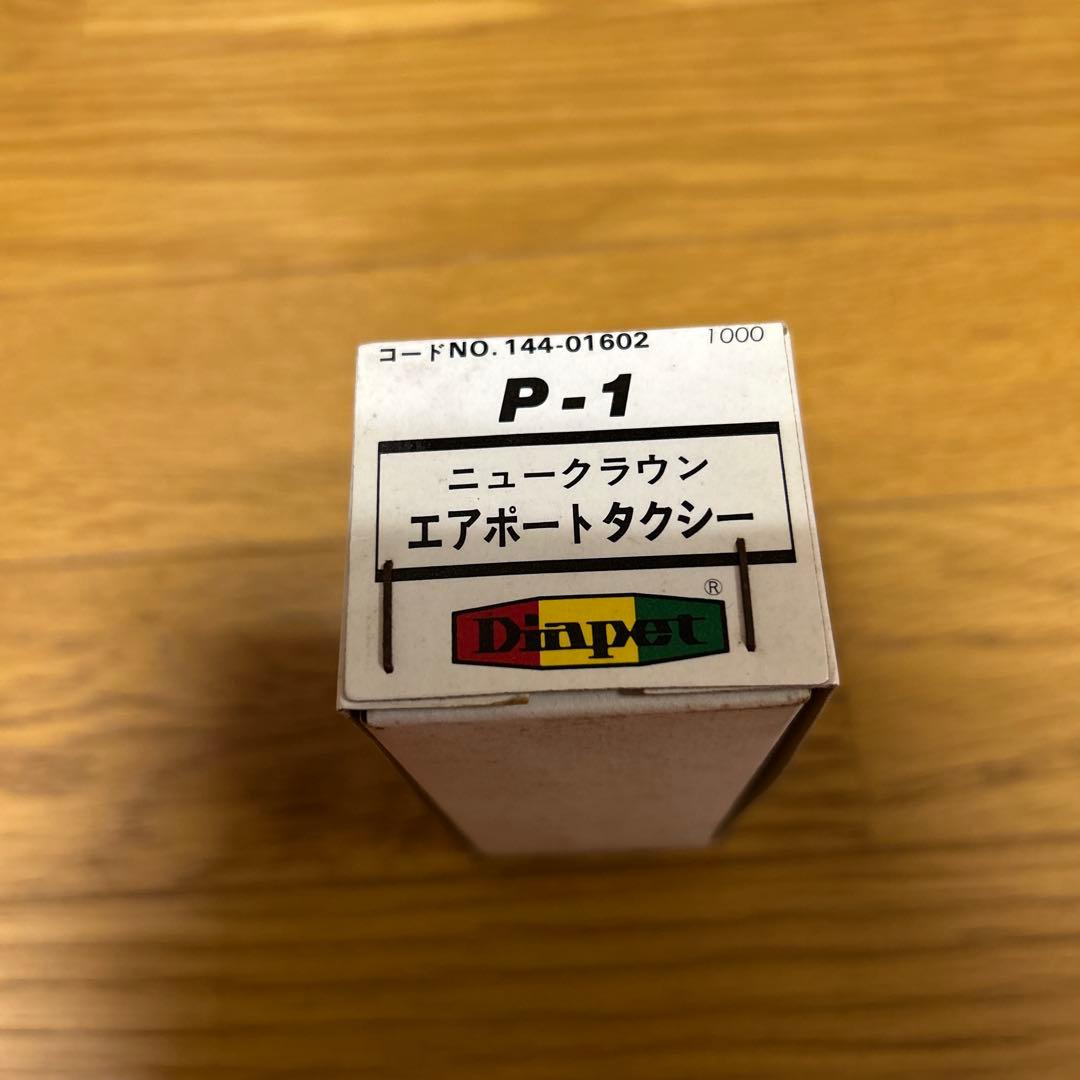 コードNO. 144-01602 1000
P-1
ニュークラウン
エアポートタクシー
®
Diapet